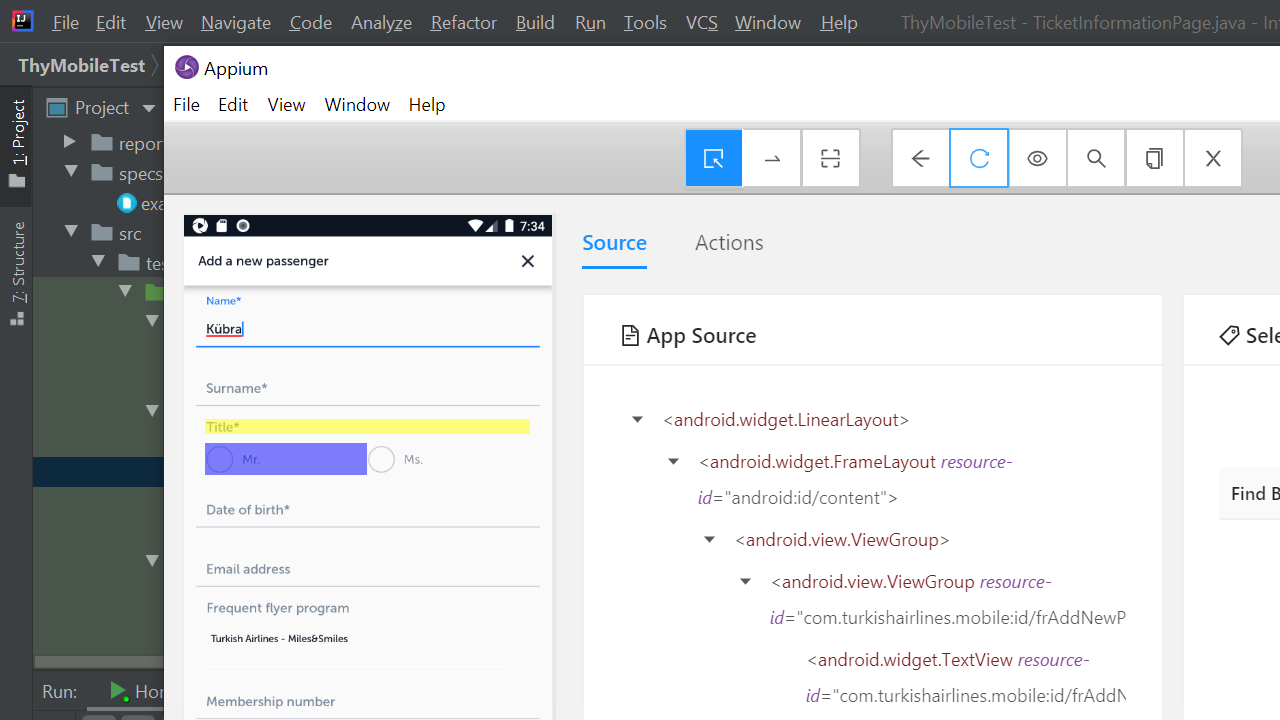 File Edit View Navigate Code Analyze Refactor Build Run Tools VCS Window Help ThyMobileTest - TicketInformationPage.java - Int
ThyMobileTest
Appium
File Edit View Window Help
1: Project
7: Structure
Project
repor
specs
exa
src
tes
7:34
Add a new passenger
Name*
Kübra
Surname*
Title*
Mr. Ms.
Date of birth*
Email address
Frequent flyer program
Turkish Airlines - Miles&Smiles
Membership number
Source Actions
App Source
<android.widget.LinearLayout>
<android.widget.FrameLayout resource-
id="android:id/content">
<android.view.ViewGroup>
<android.view.ViewGroup resource-
id="com.turkishairlines.mobile:id/frAddNewP
<android.widget.TextView resource-
id="com.turkishairlines.mobile:id/frAddN
Sele
Find B
Run: Hor